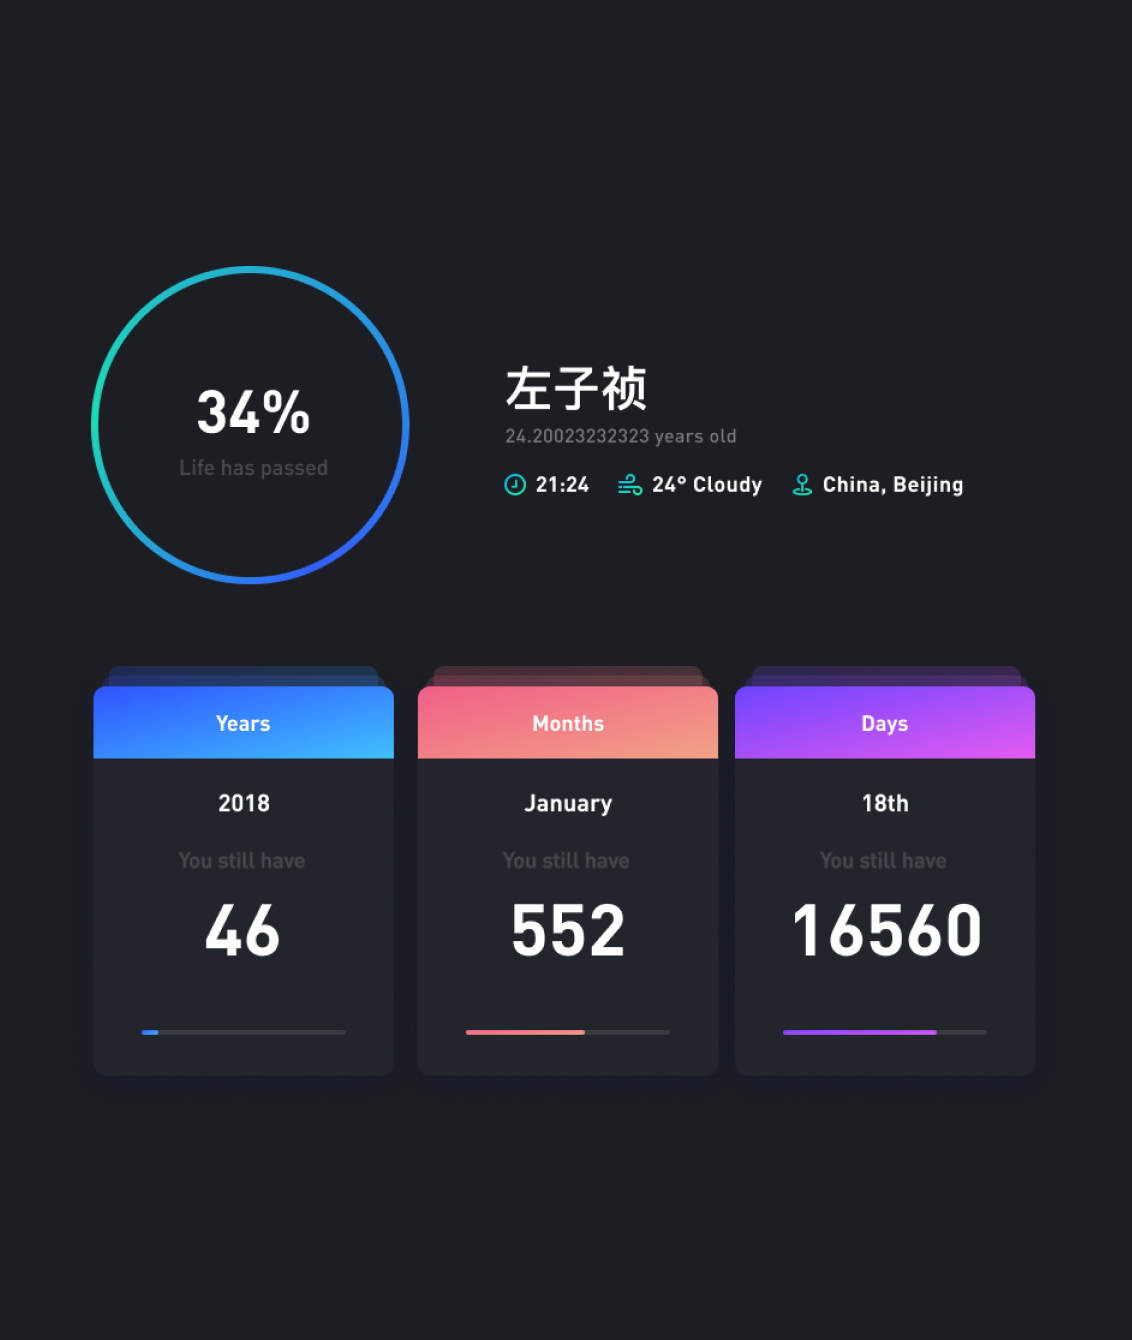 34%
Life has passed
左子祯
24.20023232323 years old
21:24 24° Cloudy China, Beijing
Years
2018
You still have
46
Months
January
You still have
552
Days
18th
You still have
16560